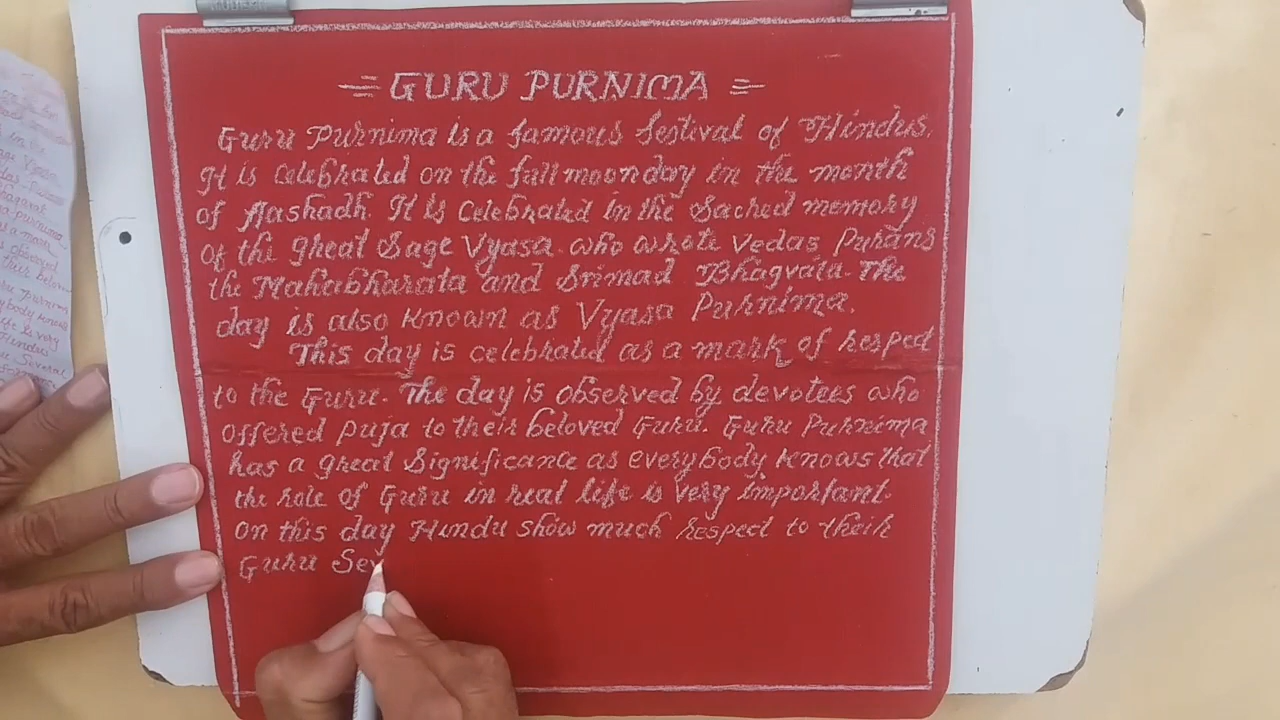 GURU PURNIMA
Guru Purnima is a famous festival of Hindus.
It is celebrated on the full moon day in the month
of Aashadh. It is celebrated in the sacred memory
of the great Sage Vyasa. who wrote Vedas, Purans
the Mahabharata and Srimad Bhagvata. The
day is also known as Vyasa Purnima.
This day is celebrated as a mark of respect
to the Guru. The day is observed by devotees who
offered puja to their beloved Guru. Guru Purnima
has a great significance as everybody knows that
the role of Guru in real life is very important.
On this day Hindu show much respect to their
Guru Sev